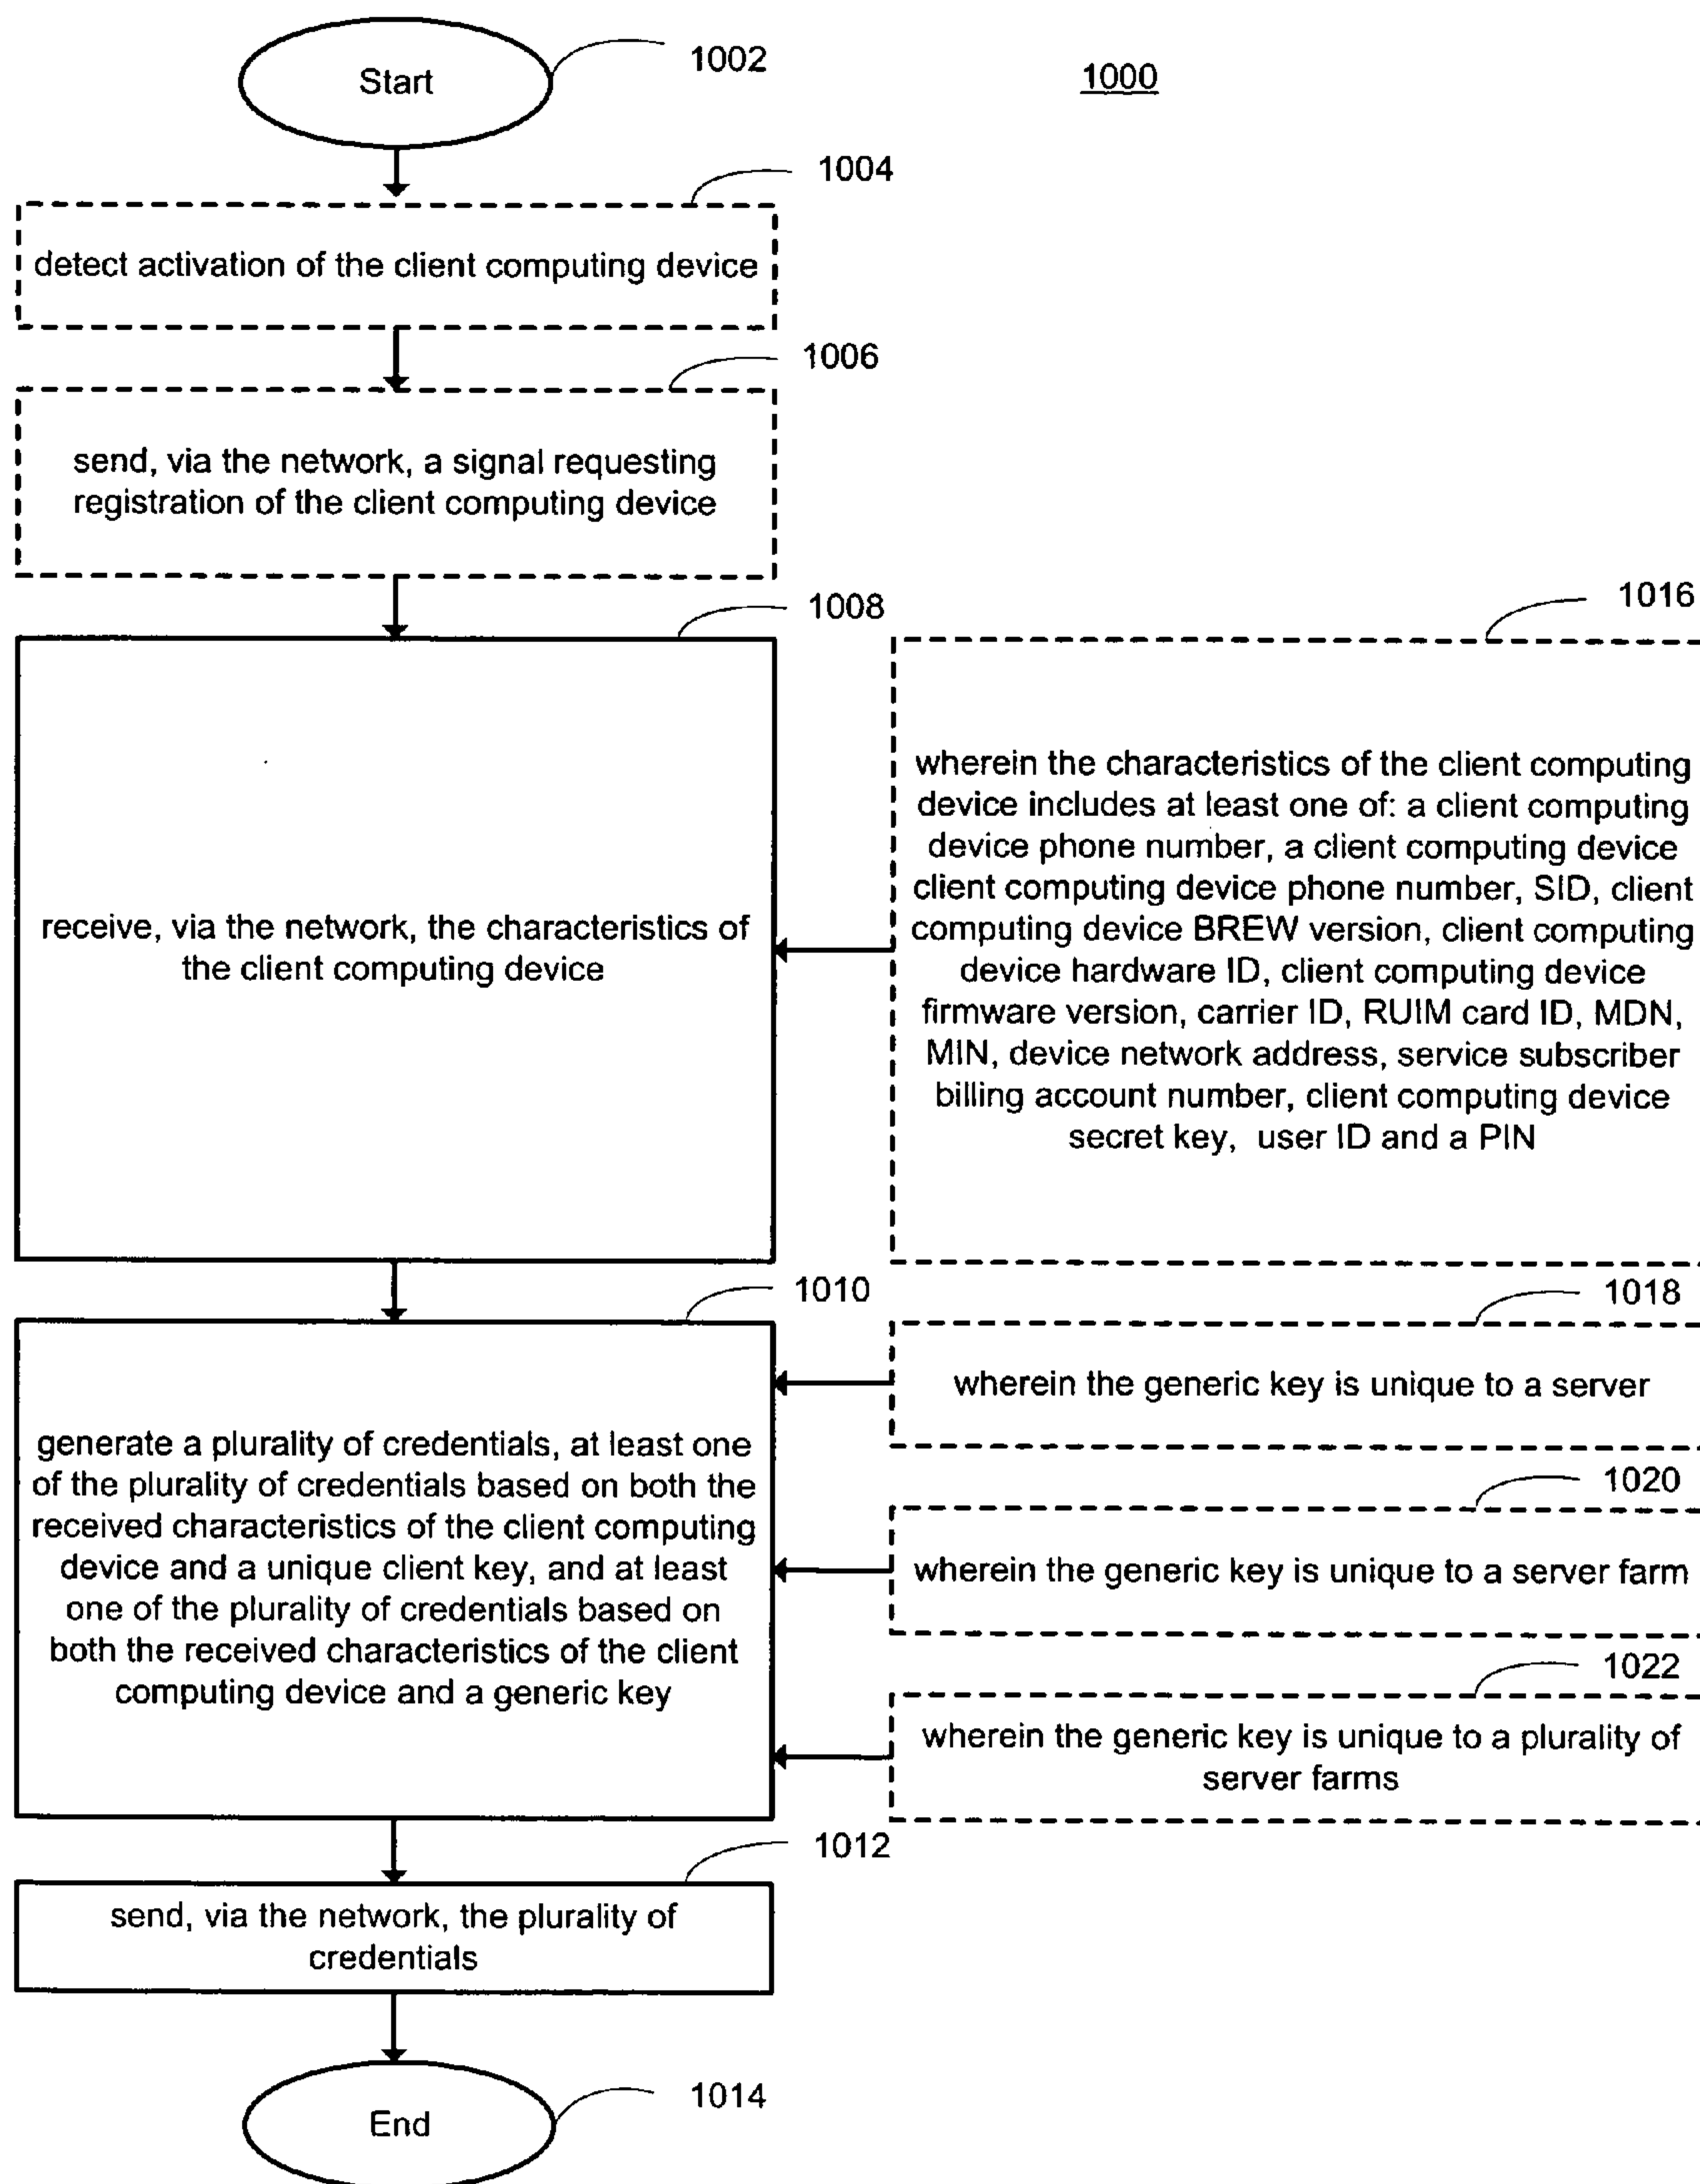 Start
1002
1000
1004
detect activation of the client computing device
1006
send, via the network, a signal requesting
registration of the client computing device
1008
receive, via the network, the characteristics of
the client computing device
1016
wherein the characteristics of the client computing
device includes at least one of: a client computing
device phone number, a client computing device
client computing device phone number, SID, client
computing device BREW version, client computing
device hardware ID, client computing device
firmware version, carrier ID, RUIM card ID, MDN,
MIN, device network address, service subscriber
billing account number, client computing device
secret key, user ID and a PIN
1010
generate a plurality of credentials, at least one
of the plurality of credentials based on both the
received characteristics of the client computing
device and a unique client key, and at least
one of the plurality of credentials based on
both the received characteristics of the client
computing device and a generic key
1018
wherein the generic key is unique to a server
1020
wherein the generic key is unique to a server farm
1022
wherein the generic key is unique to a plurality of
server farms
1012
send, via the network, the plurality of
credentials
End
1014